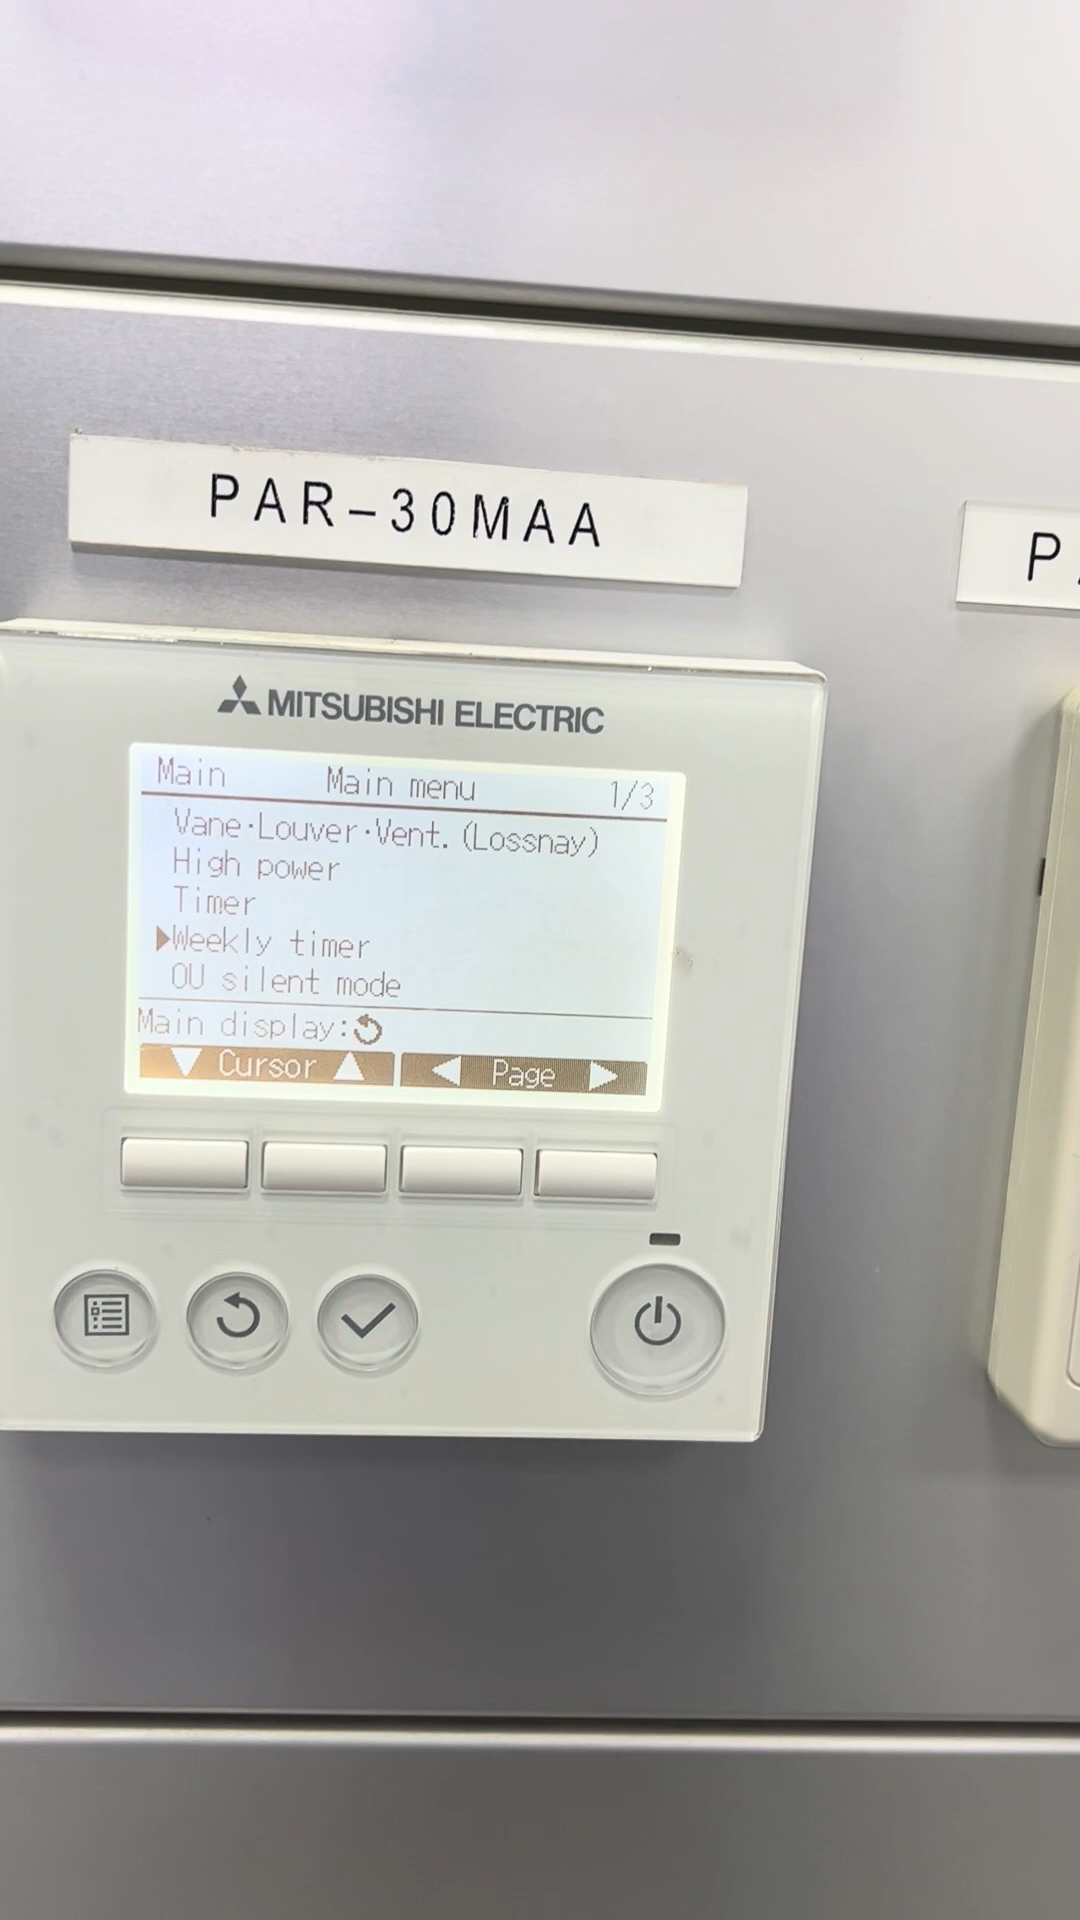 PAR-30MAA
P
MITSUBISHI ELECTRIC
Main Main menu 1/3
Vane·Louver·Vent. (Lossnay)
High power
Timer
▶Weekly timer
OU silent mode
Main display:↺
▼ Cursor ▲ ◀ Page ▶